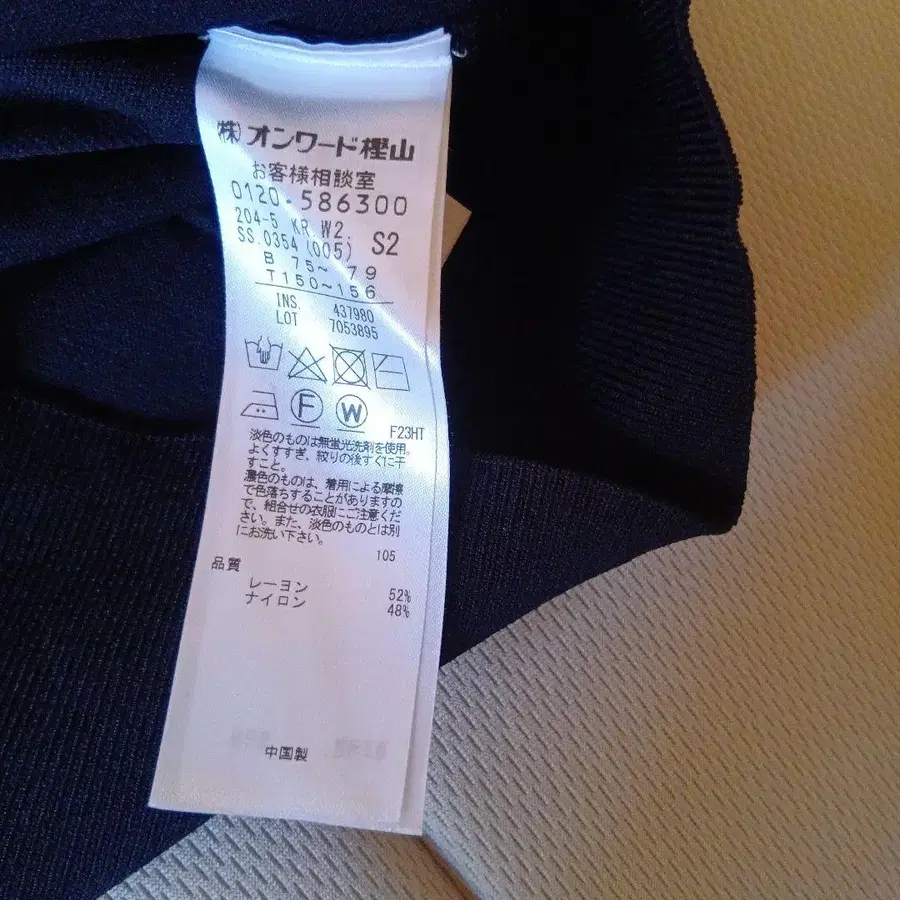 (株)オンワード樫山
お客様相談室
0120-586300
204-5 KR.W2.
SS.0354 (005) S2
B 75~ 79
T150~156
INS. 437980
LOT 7053895
F W F23HT
淡色のものは無蛍光洗剤を使用。
よくすすぎ、絞りの後すぐに干
すこと。
濃色のものは、着用による摩擦
で色落ちすることがありますの
で、組合せの衣服にご注意くだ
さい。また、淡色のものとは別
にお洗い下さい。
105
品質
レーヨン 52%
ナイロン 48%
中国製